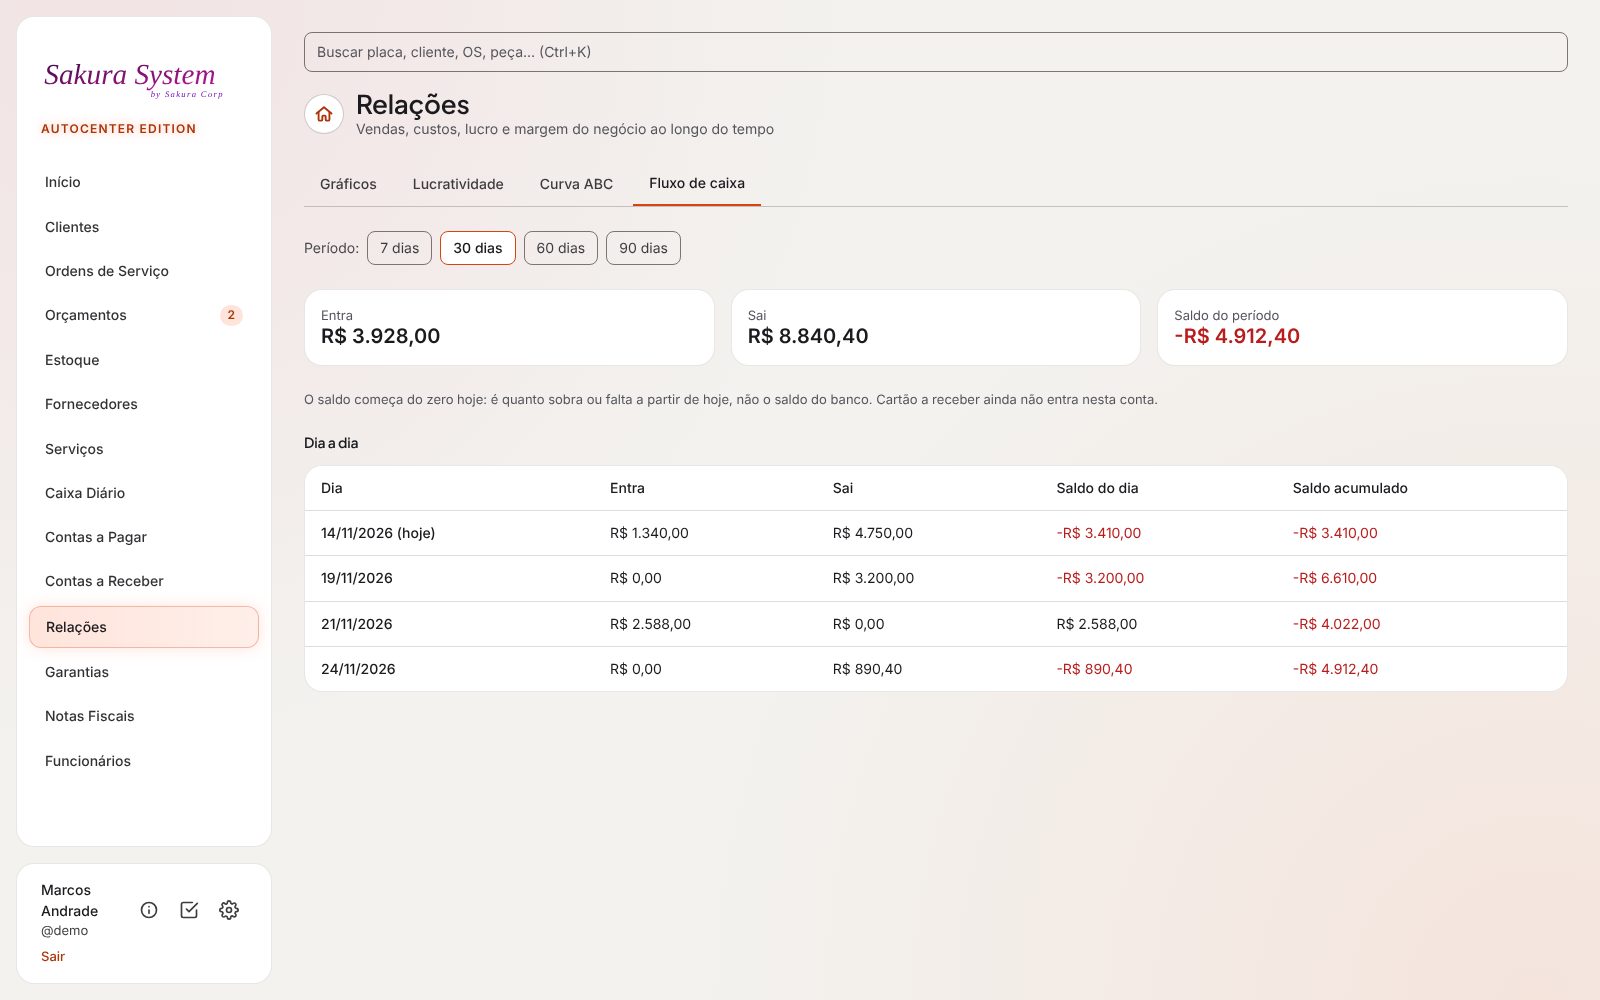 Sakura System
by Sakura Corp
AUTOCENTER EDITION
Início
Clientes
Ordens de Serviço
Orçamentos 2
Estoque
Fornecedores
Serviços
Caixa Diário
Contas a Pagar
Contas a Receber
Relações
Garantias
Notas Fiscais
Funcionários
Marcos
Andrade
@demo
Sair
Buscar placa, cliente, OS, peça... (Ctrl+K)
Relações
Vendas, custos, lucro e margem do negócio ao longo do tempo
Gráficos Lucratividade Curva ABC Fluxo de caixa
Período: 7 dias 30 dias 60 dias 90 dias
Entra
R$ 3.928,00
Sai
R$ 8.840,40
Saldo do período
-R$ 4.912,40
O saldo começa do zero hoje: é quanto sobra ou falta a partir de hoje, não o saldo do banco. Cartão a receber ainda não entra nesta conta.
Dia a dia
Dia Entra Sai Saldo do dia Saldo acumulado
14/11/2026 (hoje) R$ 1.340,00 R$ 4.750,00 -R$ 3.410,00 -R$ 3.410,00
19/11/2026 R$ 0,00 R$ 3.200,00 -R$ 3.200,00 -R$ 6.610,00
21/11/2026 R$ 2.588,00 R$ 0,00 R$ 2.588,00 -R$ 4.022,00
24/11/2026 R$ 0,00 R$ 890,40 -R$ 890,40 -R$ 4.912,40